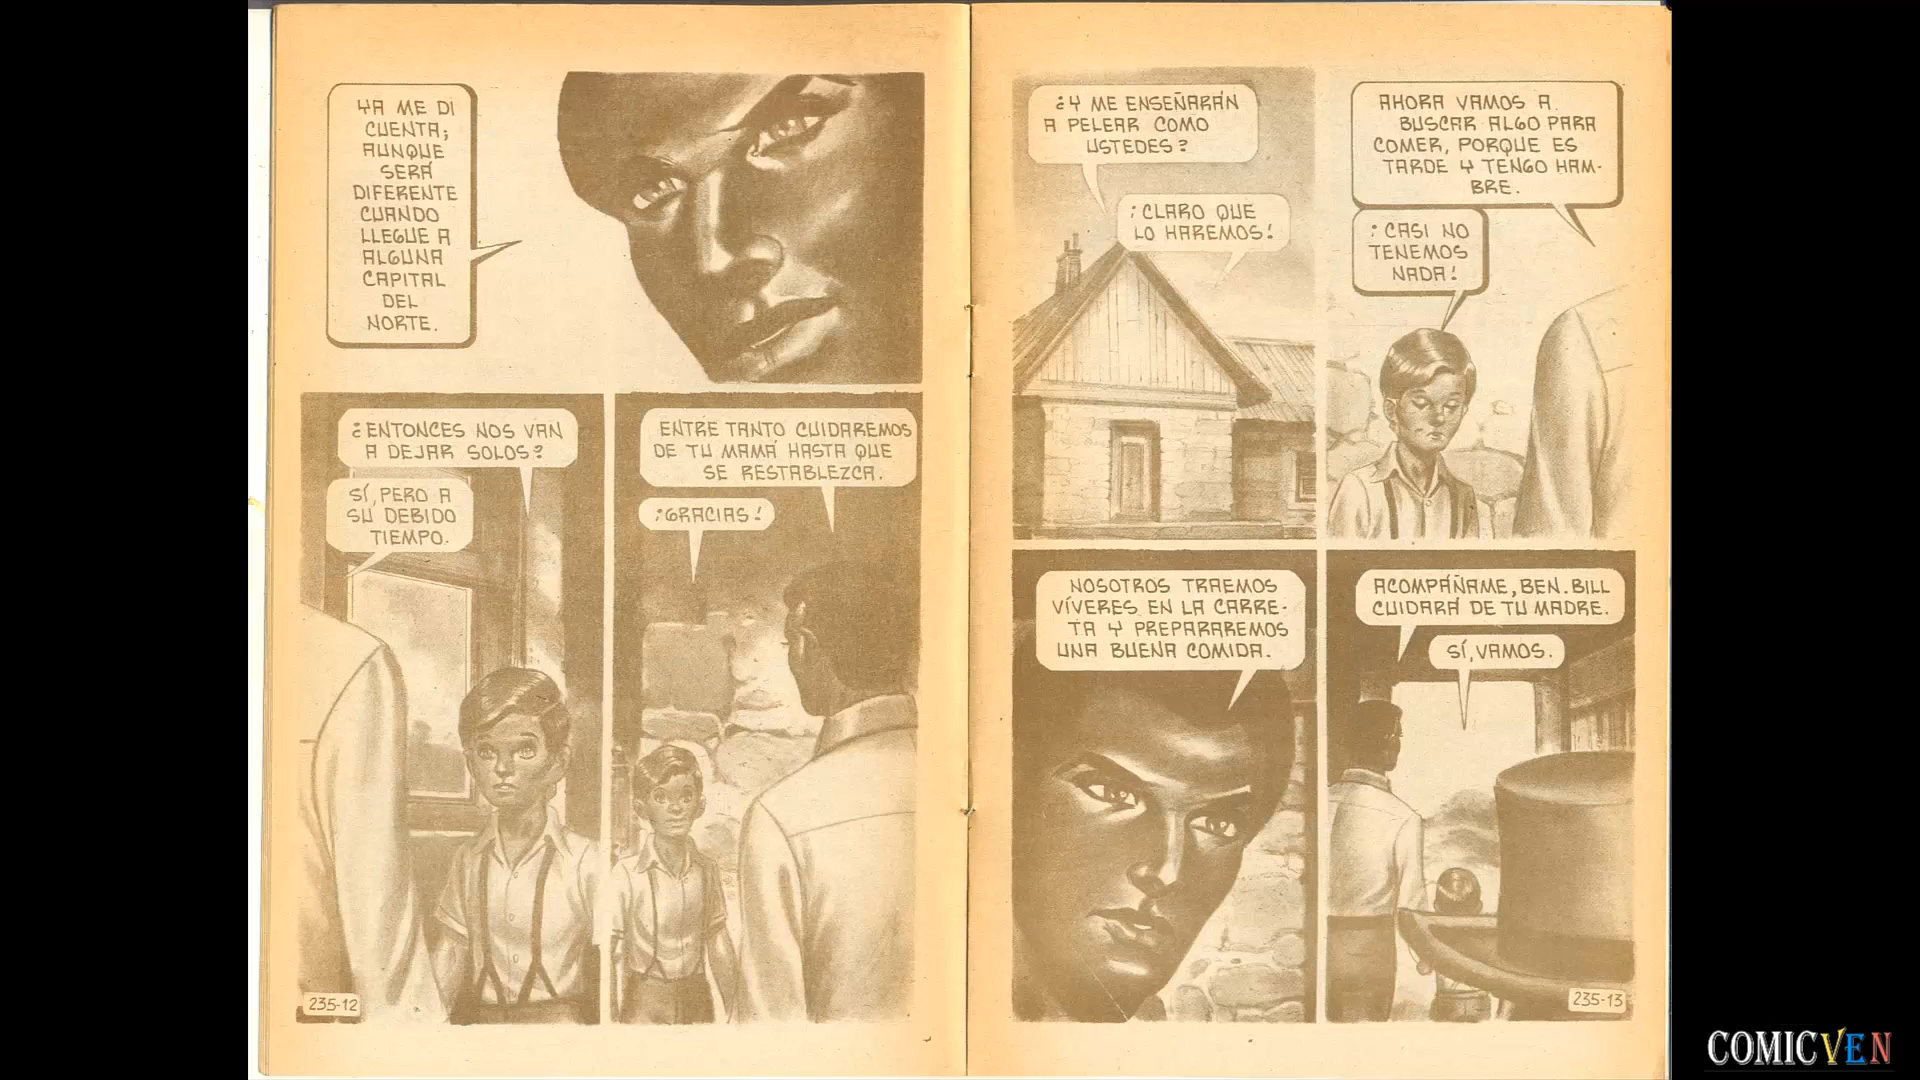 YA ME DI
CUENTA;
AUNQUE
SERÁ
DIFERENTE
CUANDO
LLEGUE A
ALGUNA
CAPITAL
DEL
NORTE.
¿ENTONCES NOS VAN
A DEJAR SOLOS?
SÍ, PERO A
SU DEBIDO
TIEMPO.
ENTRE TANTO CUIDAREMOS
DE TU MAMÁ HASTA QUE
SE RESTABLEZCA.
¡GRACIAS!
235-12
¿Y ME ENSEÑARÁN
A PELEAR COMO
USTEDES?
¡CLARO QUE
LO HAREMOS!
AHORA VAMOS A
BUSCAR ALGO PARA
COMER, PORQUE ES
TARDE Y TENGO HAM-
BRE.
¡CASI NO
TENEMOS
NADA!
NOSOTROS TRAEMOS
VÍVERES EN LA CARRE-
TA Y PREPARAREMOS
UNA BUENA COMIDA.
ACOMPÁÑAME, BEN. BILL
CUIDARÁ DE TU MADRE.
SÍ, VAMOS.
235-13
COMICVEN